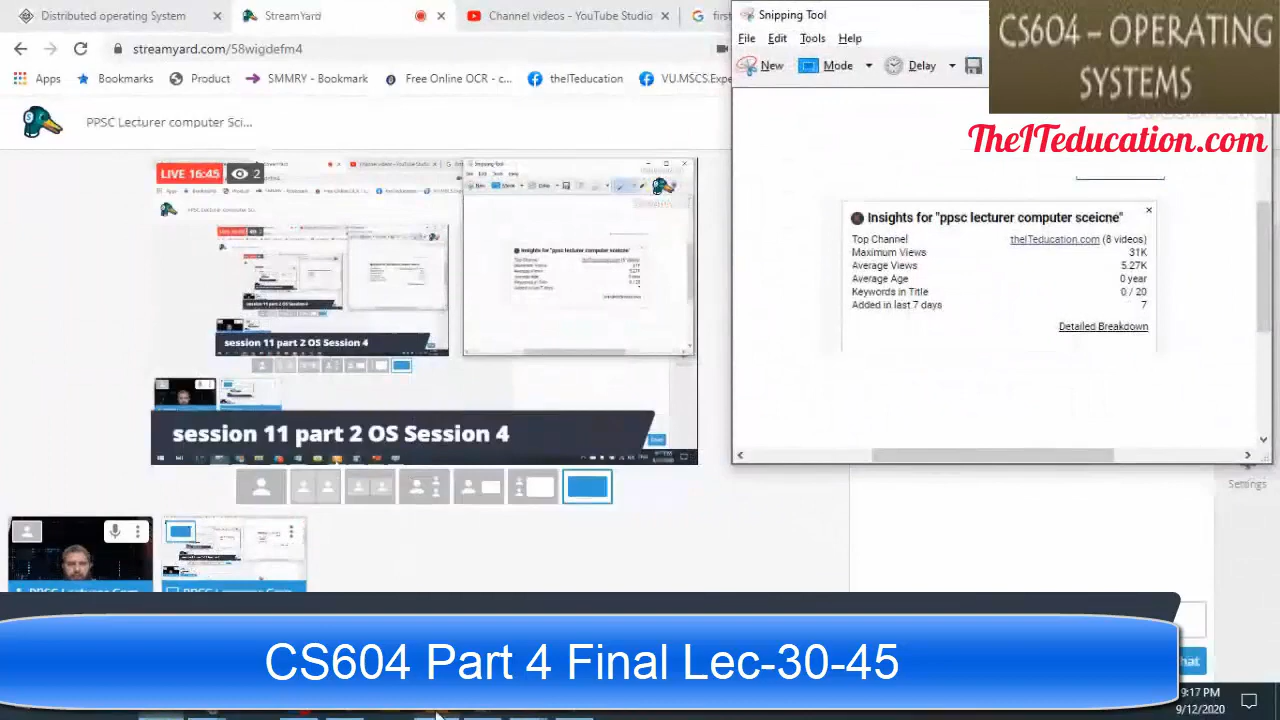 Distributed operating System
StreamYard
Channel videos - YouTube Studio
first
streamyard.com/58wigdefm4
Apps
Bookmarks
Product
SMMRY - Bookmark
Free Online OCR - c...
theITeducation
VU.MSCS.Expe
PPSC Lecturer computer Sci...
LIVE 16:45
2
session 11 part 2 OS Session 4
session 11 part 2 OS Session 4
Snipping Tool
File Edit Tools Help
New Mode Delay
CS604 – OPERATING
SYSTEMS
TheITeducation.com
Insights for "ppsc lecturer computer sceicne"
Top Channel theITeducation.com (8 videos)
Maximum Views 31K
Average Views 5.27K
Average Age 0 year
Keywords in Title 0 / 20
Added in last 7 days 7
Detailed Breakdown
Settings
CS604 Part 4 Final Lec-30-45
hat
9:17 PM
9/12/2020